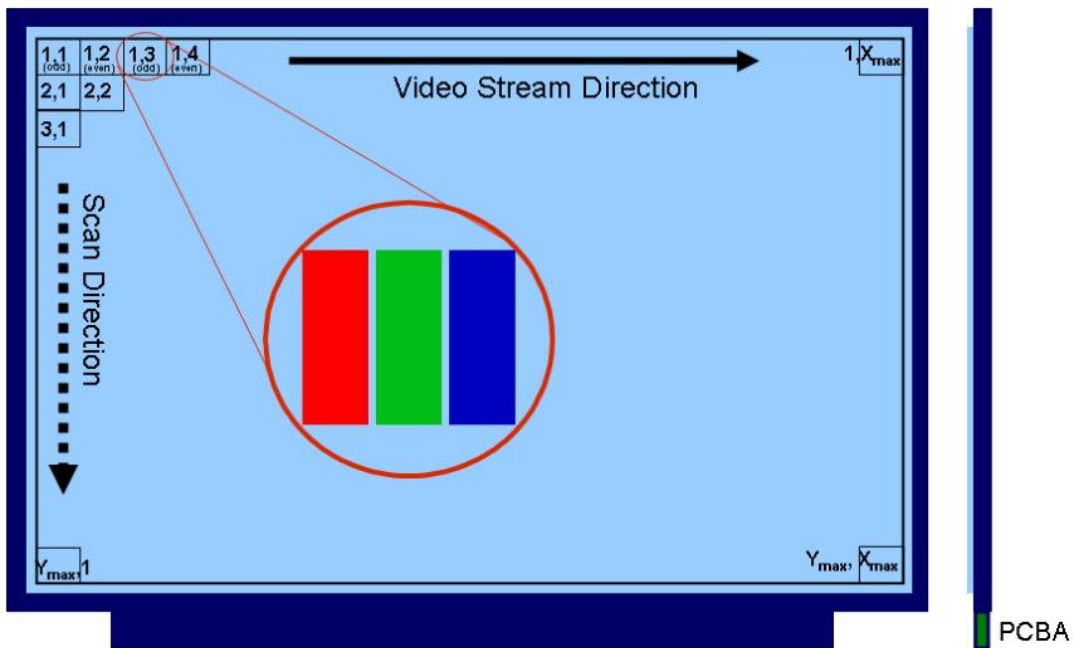 1,1 1,2 1,3 1,4 1,Xmax
(odd) (even) (odd) (even)
Video Stream Direction
2,1 2,2
3,1
Scan Direction
Ymax,1 Ymax, Xmax
PCBA